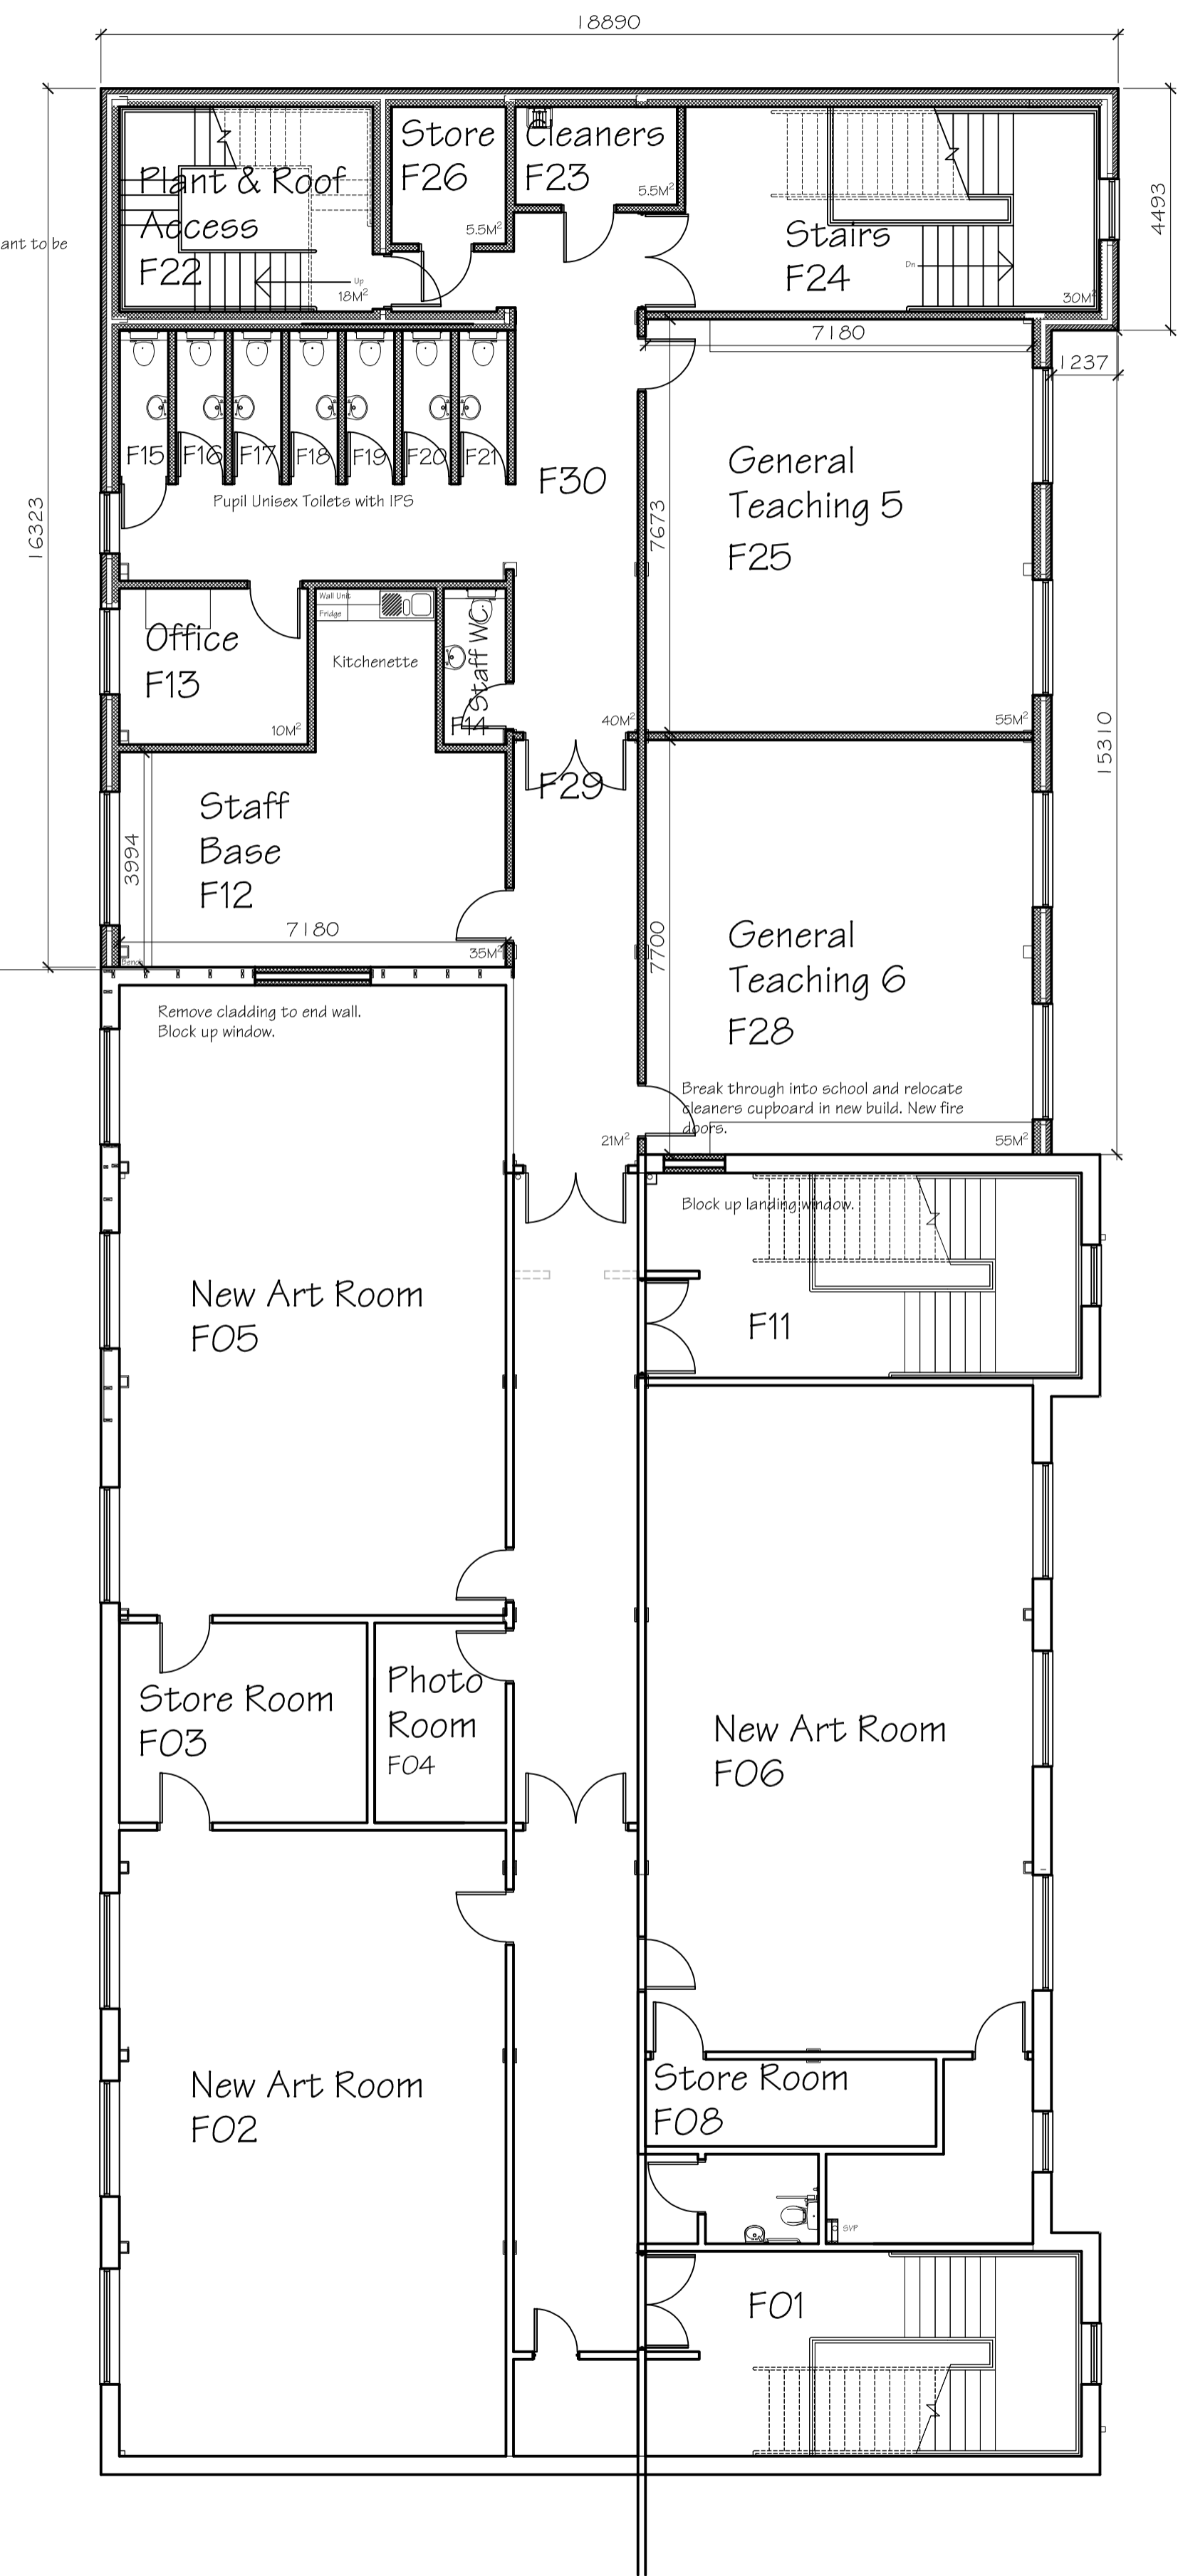 18890
Store
F26
5.5M²
Cleaners
F23
5.5M²
Plant & Roof
Access
F22
Up
18M²
Stairs
F24
Dn
30M²
4493
ant to be
7180
1237
F15
F16
F17
F18
F19
F20
F21
Pupil Unisex Toilets with IPS
F30
General
Teaching 5
F25
7673
16323
Wall Unit
Fridge
Kitchenette
Staff WC.
F14
Office
F13
10M²
40M²
55M²
15310
F29
Staff
Base
F12
3994
7180
35M²
Bench
General
Teaching 6
F28
7700
Remove cladding to end wall.
Block up window.
Break through into school and relocate
cleaners cupboard in new build. New fire
doors.
21M²
55M²
Block up landing window.
New Art Room
F05
F11
Store Room
F03
Photo
Room
F04
New Art Room
F06
New Art Room
F02
Store Room
F08
SVP
F01